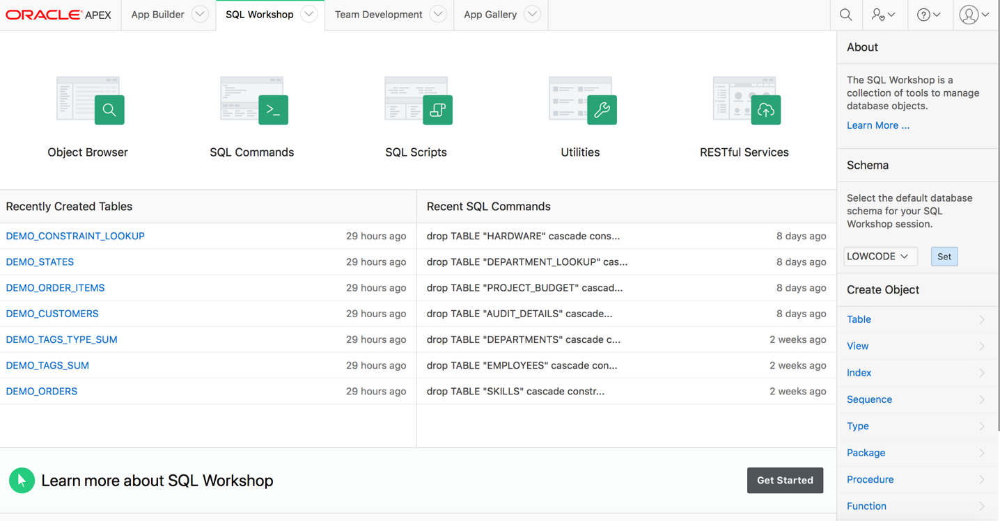 ORACLE® APEX App Builder SQL Workshop Team Development App Gallery
Object Browser SQL Commands SQL Scripts Utilities RESTful Services
Recently Created Tables
DEMO_CONSTRAINT_LOOKUP 29 hours ago
DEMO_STATES 29 hours ago
DEMO_ORDER_ITEMS 29 hours ago
DEMO_CUSTOMERS 29 hours ago
DEMO_TAGS_TYPE_SUM 29 hours ago
DEMO_TAGS_SUM 29 hours ago
DEMO_ORDERS 29 hours ago
Recent SQL Commands
drop TABLE "HARDWARE" cascade cons... 8 days ago
drop TABLE "DEPARTMENT_LOOKUP" cas... 8 days ago
drop TABLE "PROJECT_BUDGET" cascad... 8 days ago
drop TABLE "AUDIT_DETAILS" cascade... 8 days ago
drop TABLE "DEPARTMENTS" cascade c... 2 weeks ago
drop TABLE "EMPLOYEES" cascade con... 2 weeks ago
drop TABLE "SKILLS" cascade constr... 2 weeks ago
Learn more about SQL Workshop Get Started
About
The SQL Workshop is a
collection of tools to manage
database objects.
Learn More ...
Schema
Select the default database
schema for your SQL
Workshop session.
LOWCODE Set
Create Object
Table
View
Index
Sequence
Type
Package
Procedure
Function